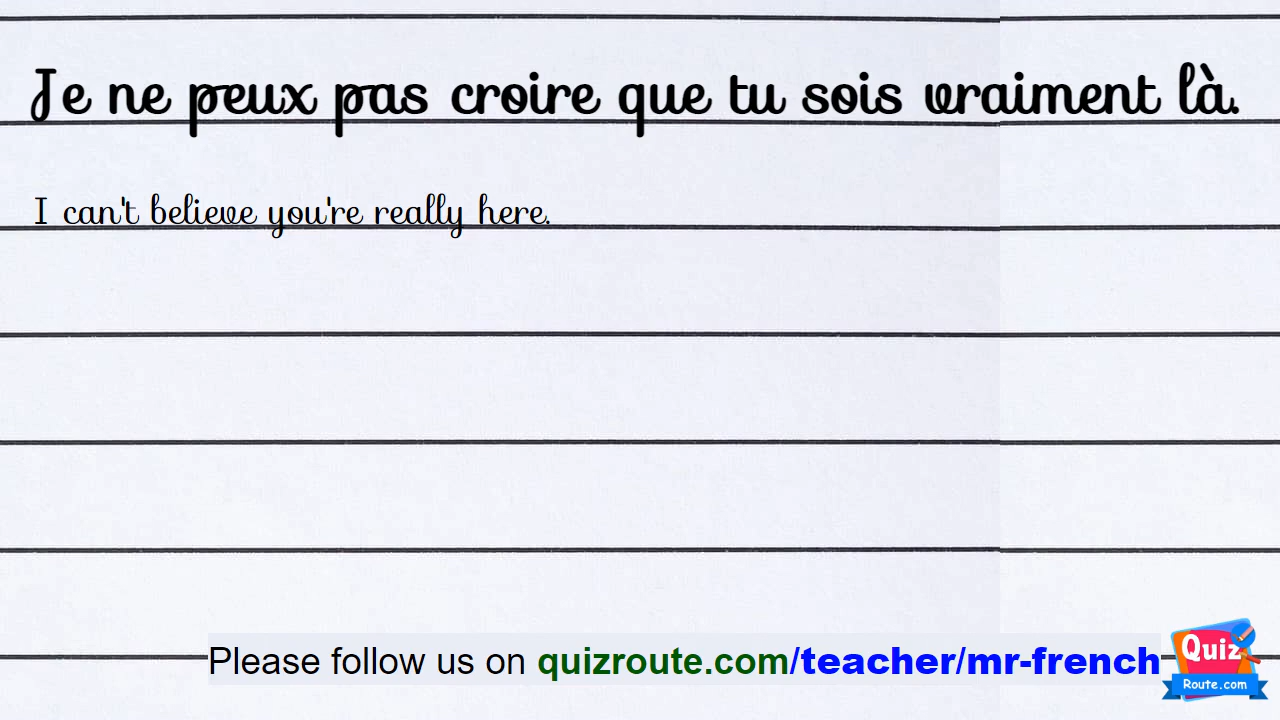 Je ne peux pas croire que tu sois vraiment là.
I can't believe you're really here.
Please follow us on quizroute.com/teacher/mr-french
Quiz
Route.com